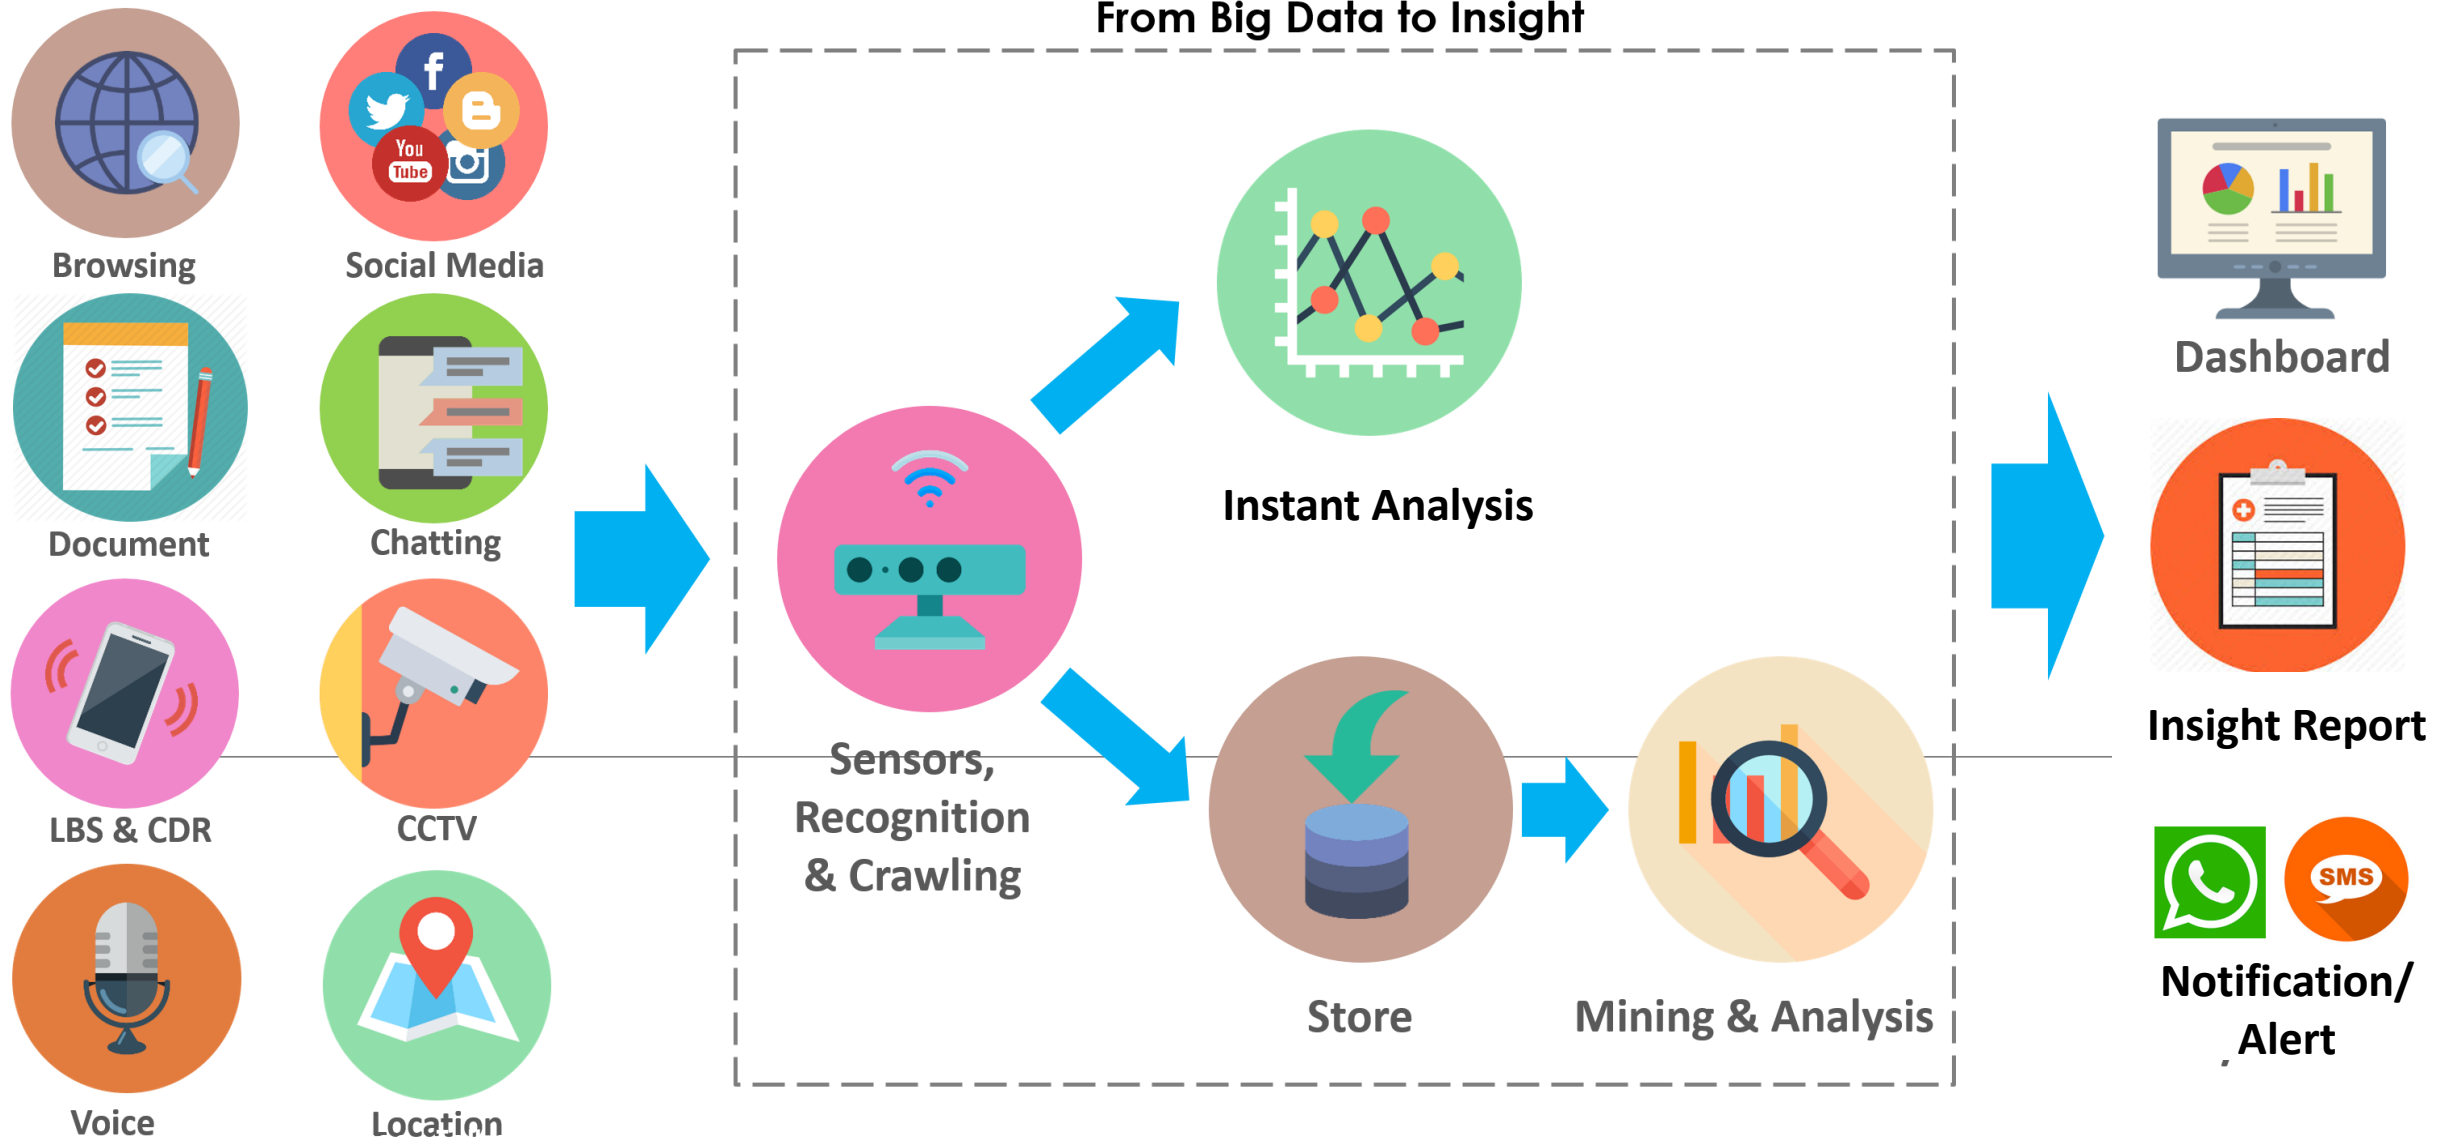 From Big Data to Insight
f
You
Tube
Browsing
Social Media
Document
Chatting
LBS & CDR
CCTV
Voice
Location
Sensors,
Recognition
& Crawling
Instant Analysis
Store
Mining & Analysis
Dashboard
Insight Report
SMS
Notification/
Alert